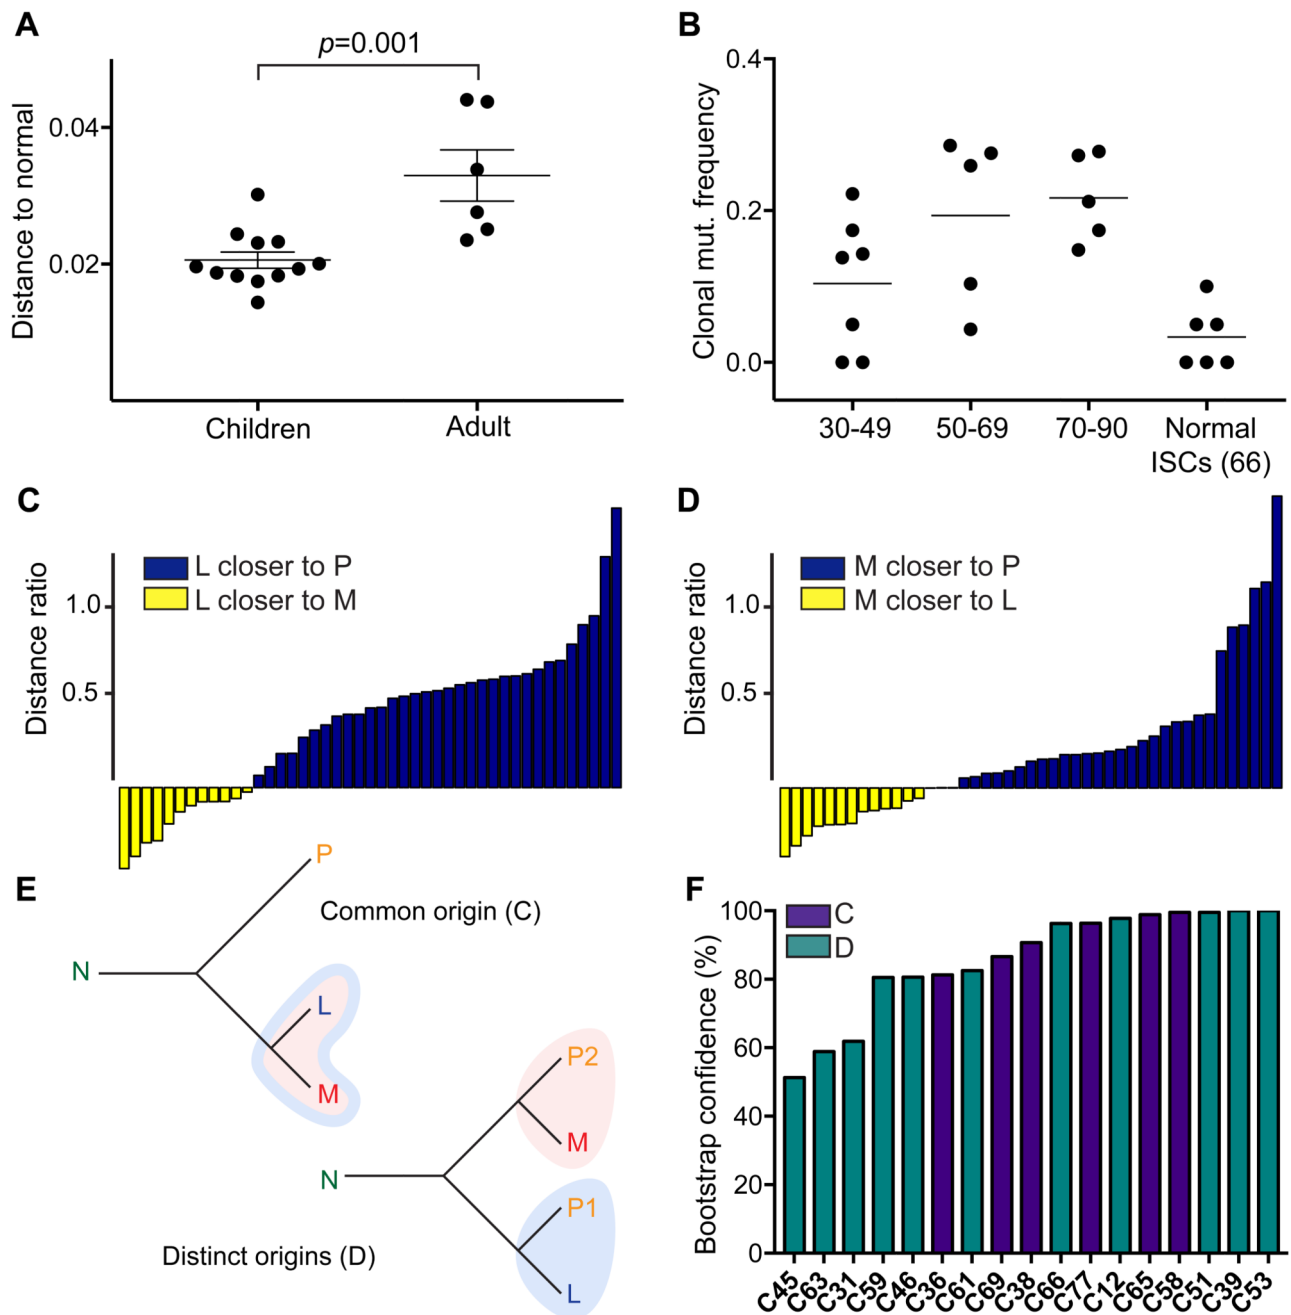 A
p=0.001
Distance to normal
0.04
0.02
Children
Adult
B
Clonal mut. frequency
0.4
0.2
0.0
30-49
50-69
70-90
Normal
ISCs (66)
C
Distance ratio
1.0
0.5
L closer to P
L closer to M
D
Distance ratio
1.0
0.5
M closer to P
M closer to L
E
P
Common origin (C)
N
L
M
P2
M
N
P1
L
Distinct origins (D)
F
C
D
Bootstrap confidence (%)
100
80
60
40
20
0
C45
C63
C31
C59
C46
C36
C61
C69
C38
C66
C77
C12
C65
C58
C51
C39
C53